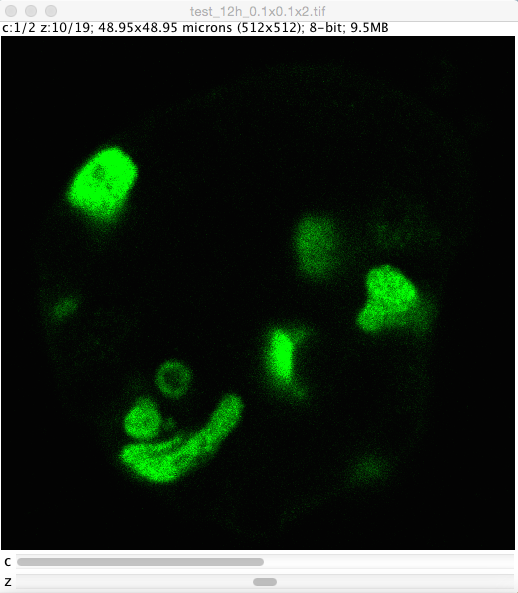 test_12h_0.1x0.1x2.tif
c:1/2 z:10/19; 48.95x48.95 microns (512x512); 8-bit; 9.5MB
c
z